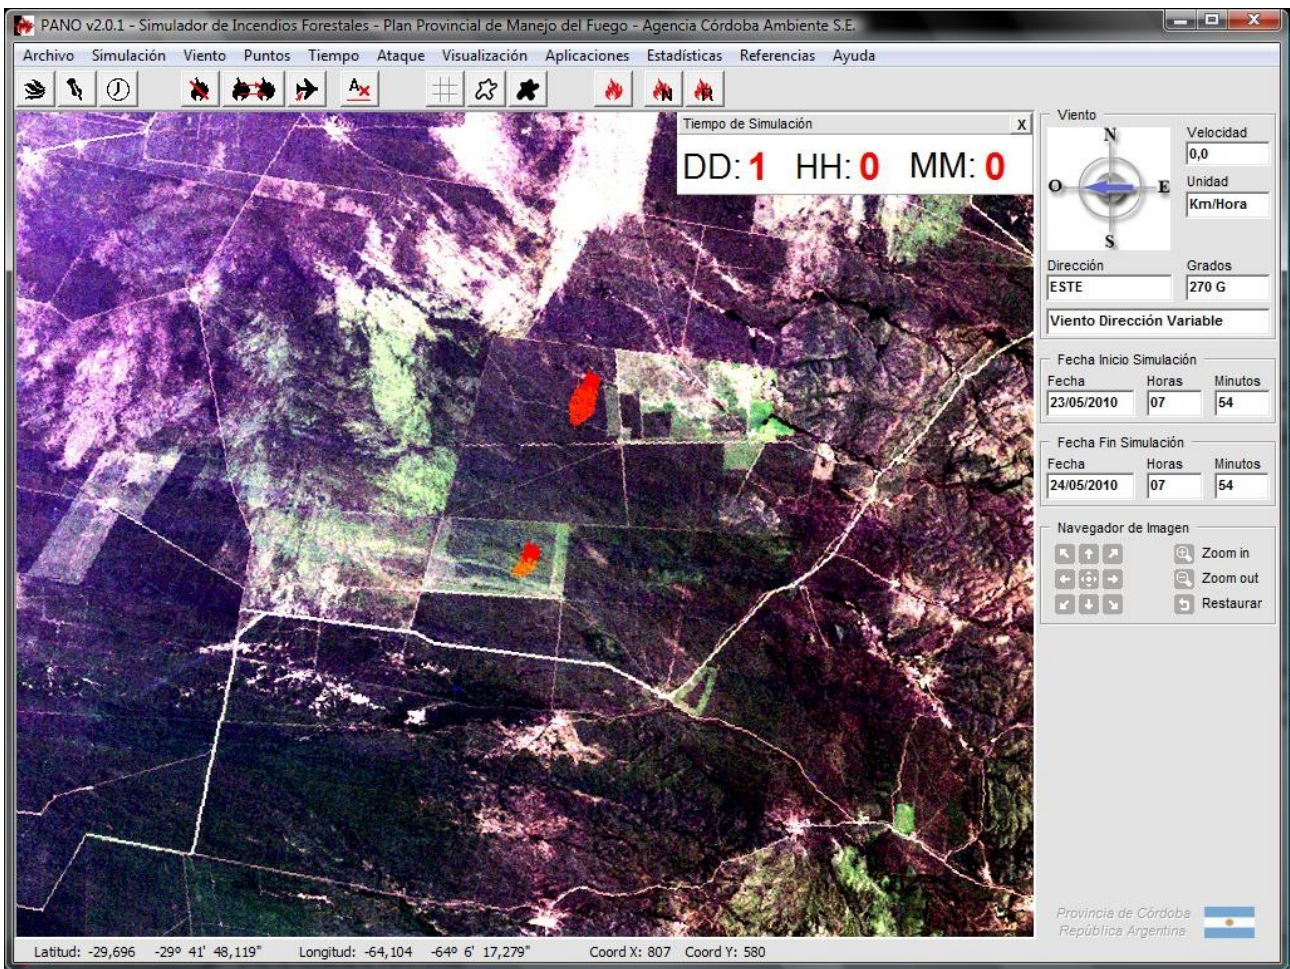 PANO v2.0.1 - Simulador de Incendios Forestales - Plan Provincial de Manejo del Fuego - Agencia Córdoba Ambiente S.E.
Archivo Simulación Viento Puntos Tiempo Ataque Visualización Aplicaciones Estadísticas Referencias Ayuda
A x N R
Tiempo de Simulación X
DD: 1 HH: 0 MM: 0
Viento
N
O E
S
Velocidad
0,0
Unidad
Km/Hora
Dirección Grados
ESTE 270 G
Viento Dirección Variable
Fecha Inicio Simulación
Fecha Horas Minutos
23/05/2010 07 54
Fecha Fin Simulación
Fecha Horas Minutos
24/05/2010 07 54
Navegador de Imagen
Zoom in
Zoom out
Restaurar
Provincia de Córdoba
República Argentina
Latitud: -29,696 -29º 41' 48,119" Longitud: -64,104 -64º 6' 17,279" Coord X: 807 Coord Y: 580